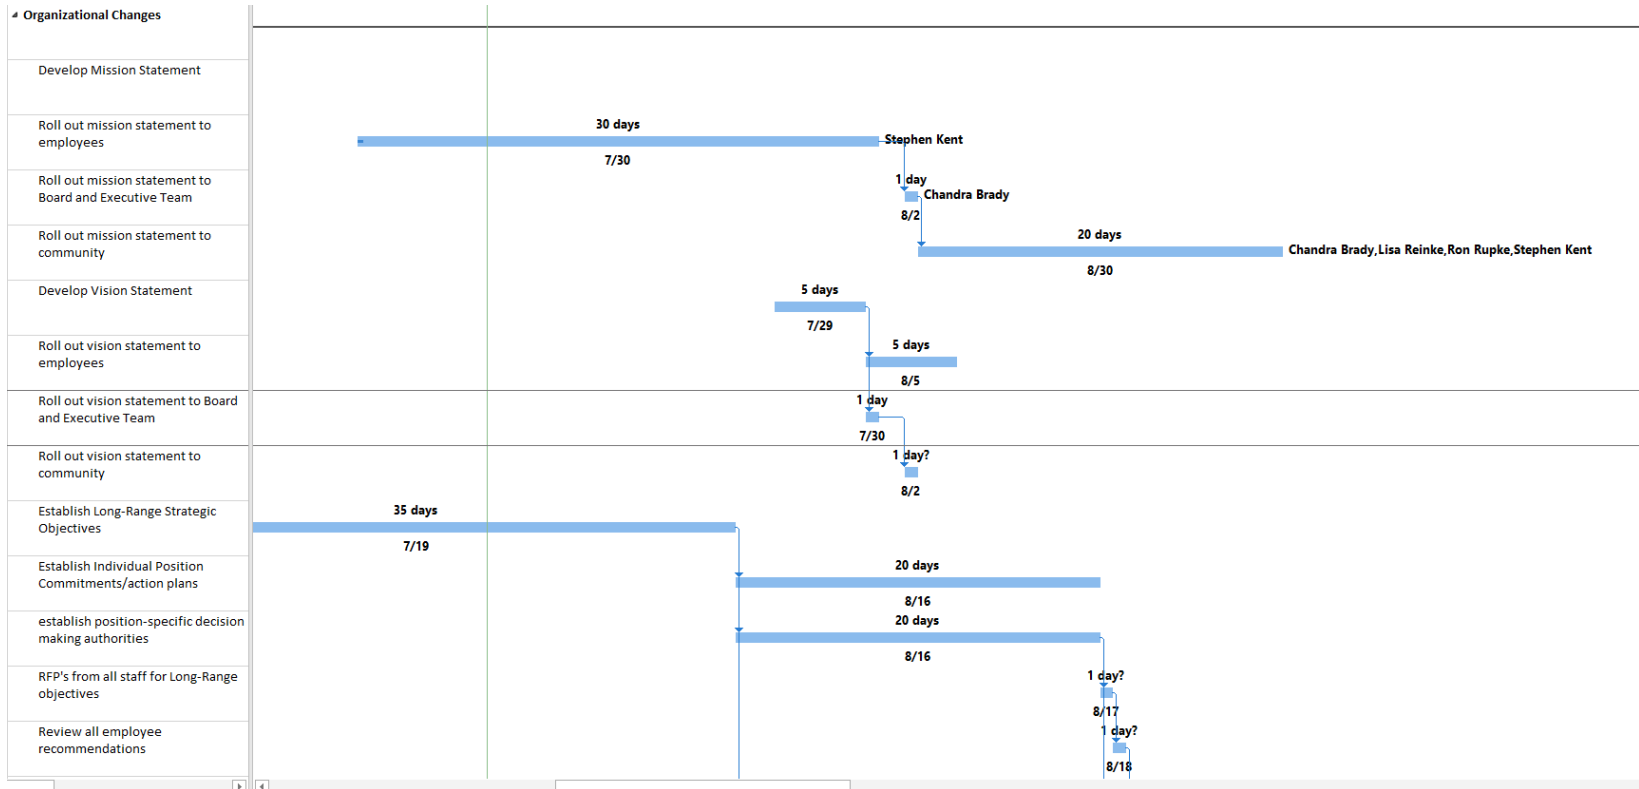 Organizational Changes
Develop Mission Statement
Roll out mission statement to
employees
30 days
Stephen Kent
7/30
Roll out mission statement to
Board and Executive Team
1 day
Chandra Brady
8/2
Roll out mission statement to
community
20 days
Chandra Brady,Lisa Reinke,Ron Rupke,Stephen Kent
8/30
Develop Vision Statement
5 days
7/29
Roll out vision statement to
employees
5 days
8/5
Roll out vision statement to Board
and Executive Team
1 day
7/30
Roll out vision statement to
community
1 day?
8/2
Establish Long-Range Strategic
Objectives
35 days
7/19
Establish Individual Position
Commitments/action plans
20 days
8/16
establish position-specific decision
making authorities
20 days
8/16
RFP's from all staff for Long-Range
objectives
1 day?
8/17
Review all employee
recommendations
1 day?
8/18